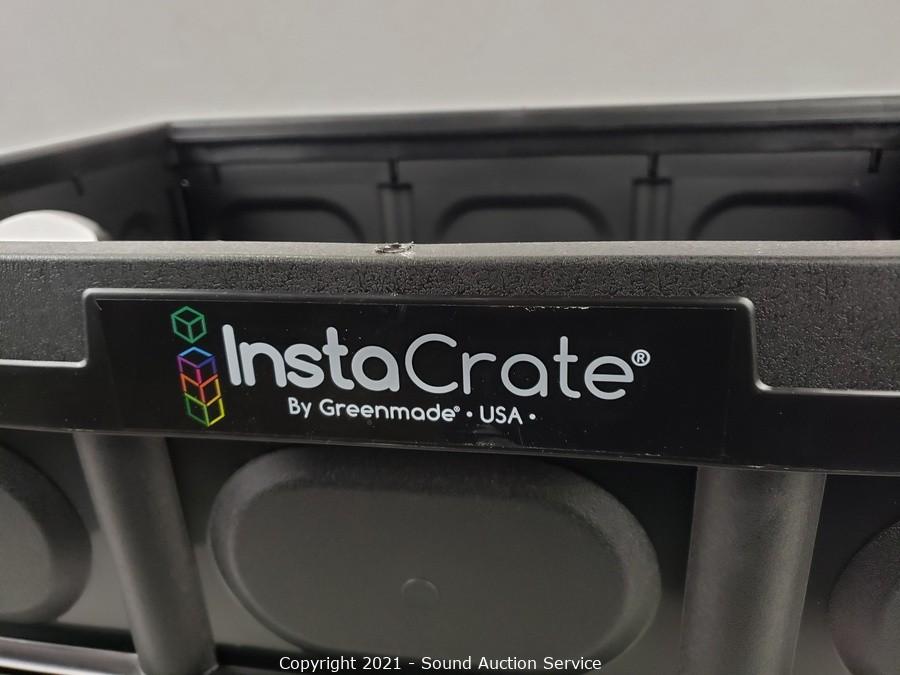 InstaCrate®
By Greenmade® • USA •
Copyright 2021 - Sound Auction Service